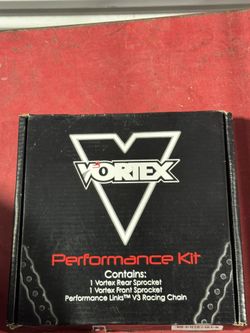 VORTEX
Performance Kit
Contains:
1 Vortex Rear Sprocket
1 Vortex Front Sprocket
Performance Links™ V3 Racing Chain